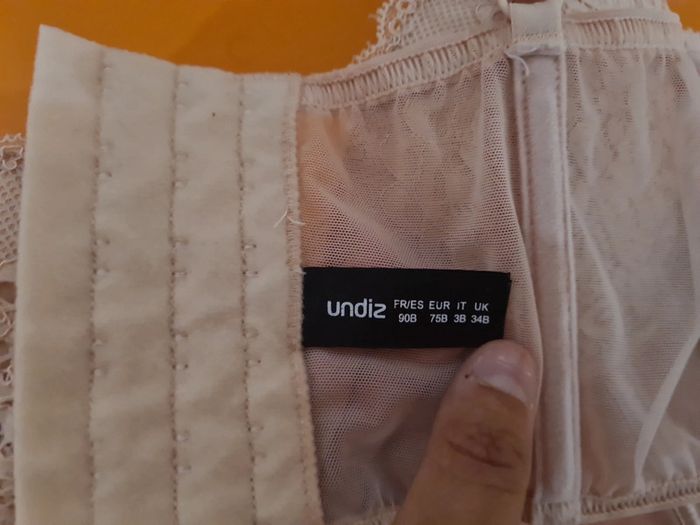 undiz FR/ES EUR IT UK
90B 75B 3B 34B